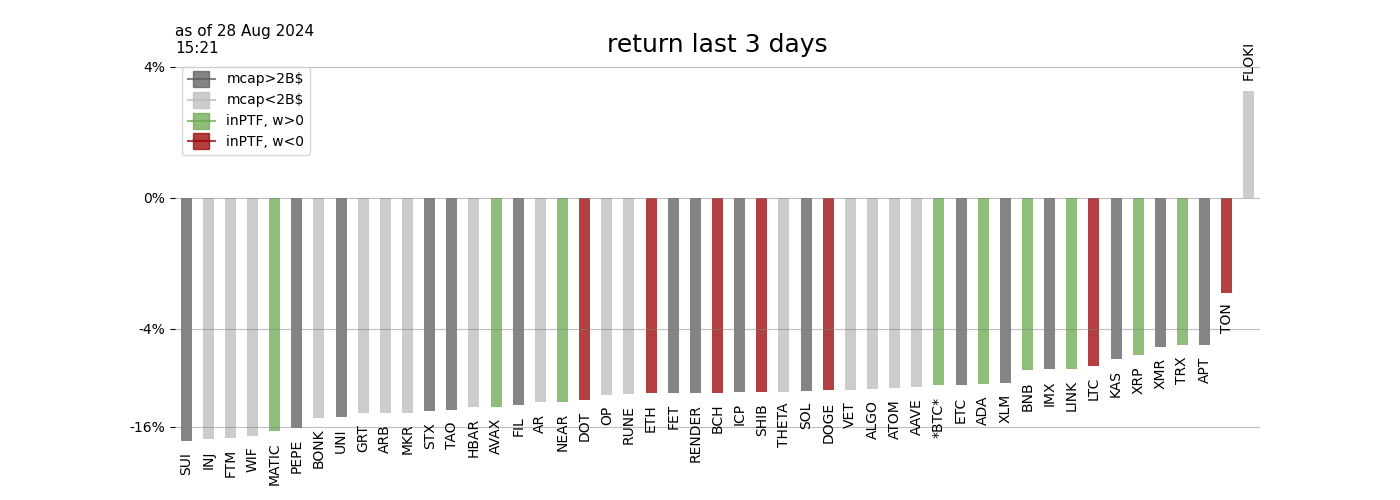 as of 28 Aug 2024
15:21
return last 3 days
4%
0%
-4%
-16%
mcap>2B$
mcap<2B$
inPTF, w>0
inPTF, w<0
SUI
INJ
FTM
WIF
MATIC
PEPE
BONK
UNI
GRT
ARB
MKR
STX
TAO
HBAR
AVAX
FIL
AR
NEAR
DOT
OP
RUNE
ETH
FET
RENDER
BCH
ICP
SHIB
THETA
SOL
DOGE
VET
ALGO
ATOM
AAVE
*BTC*
ETC
ADA
XLM
BNB
IMX
LINK
LTC
KAS
XRP
XMR
TRX
APT
TON
FLOKI